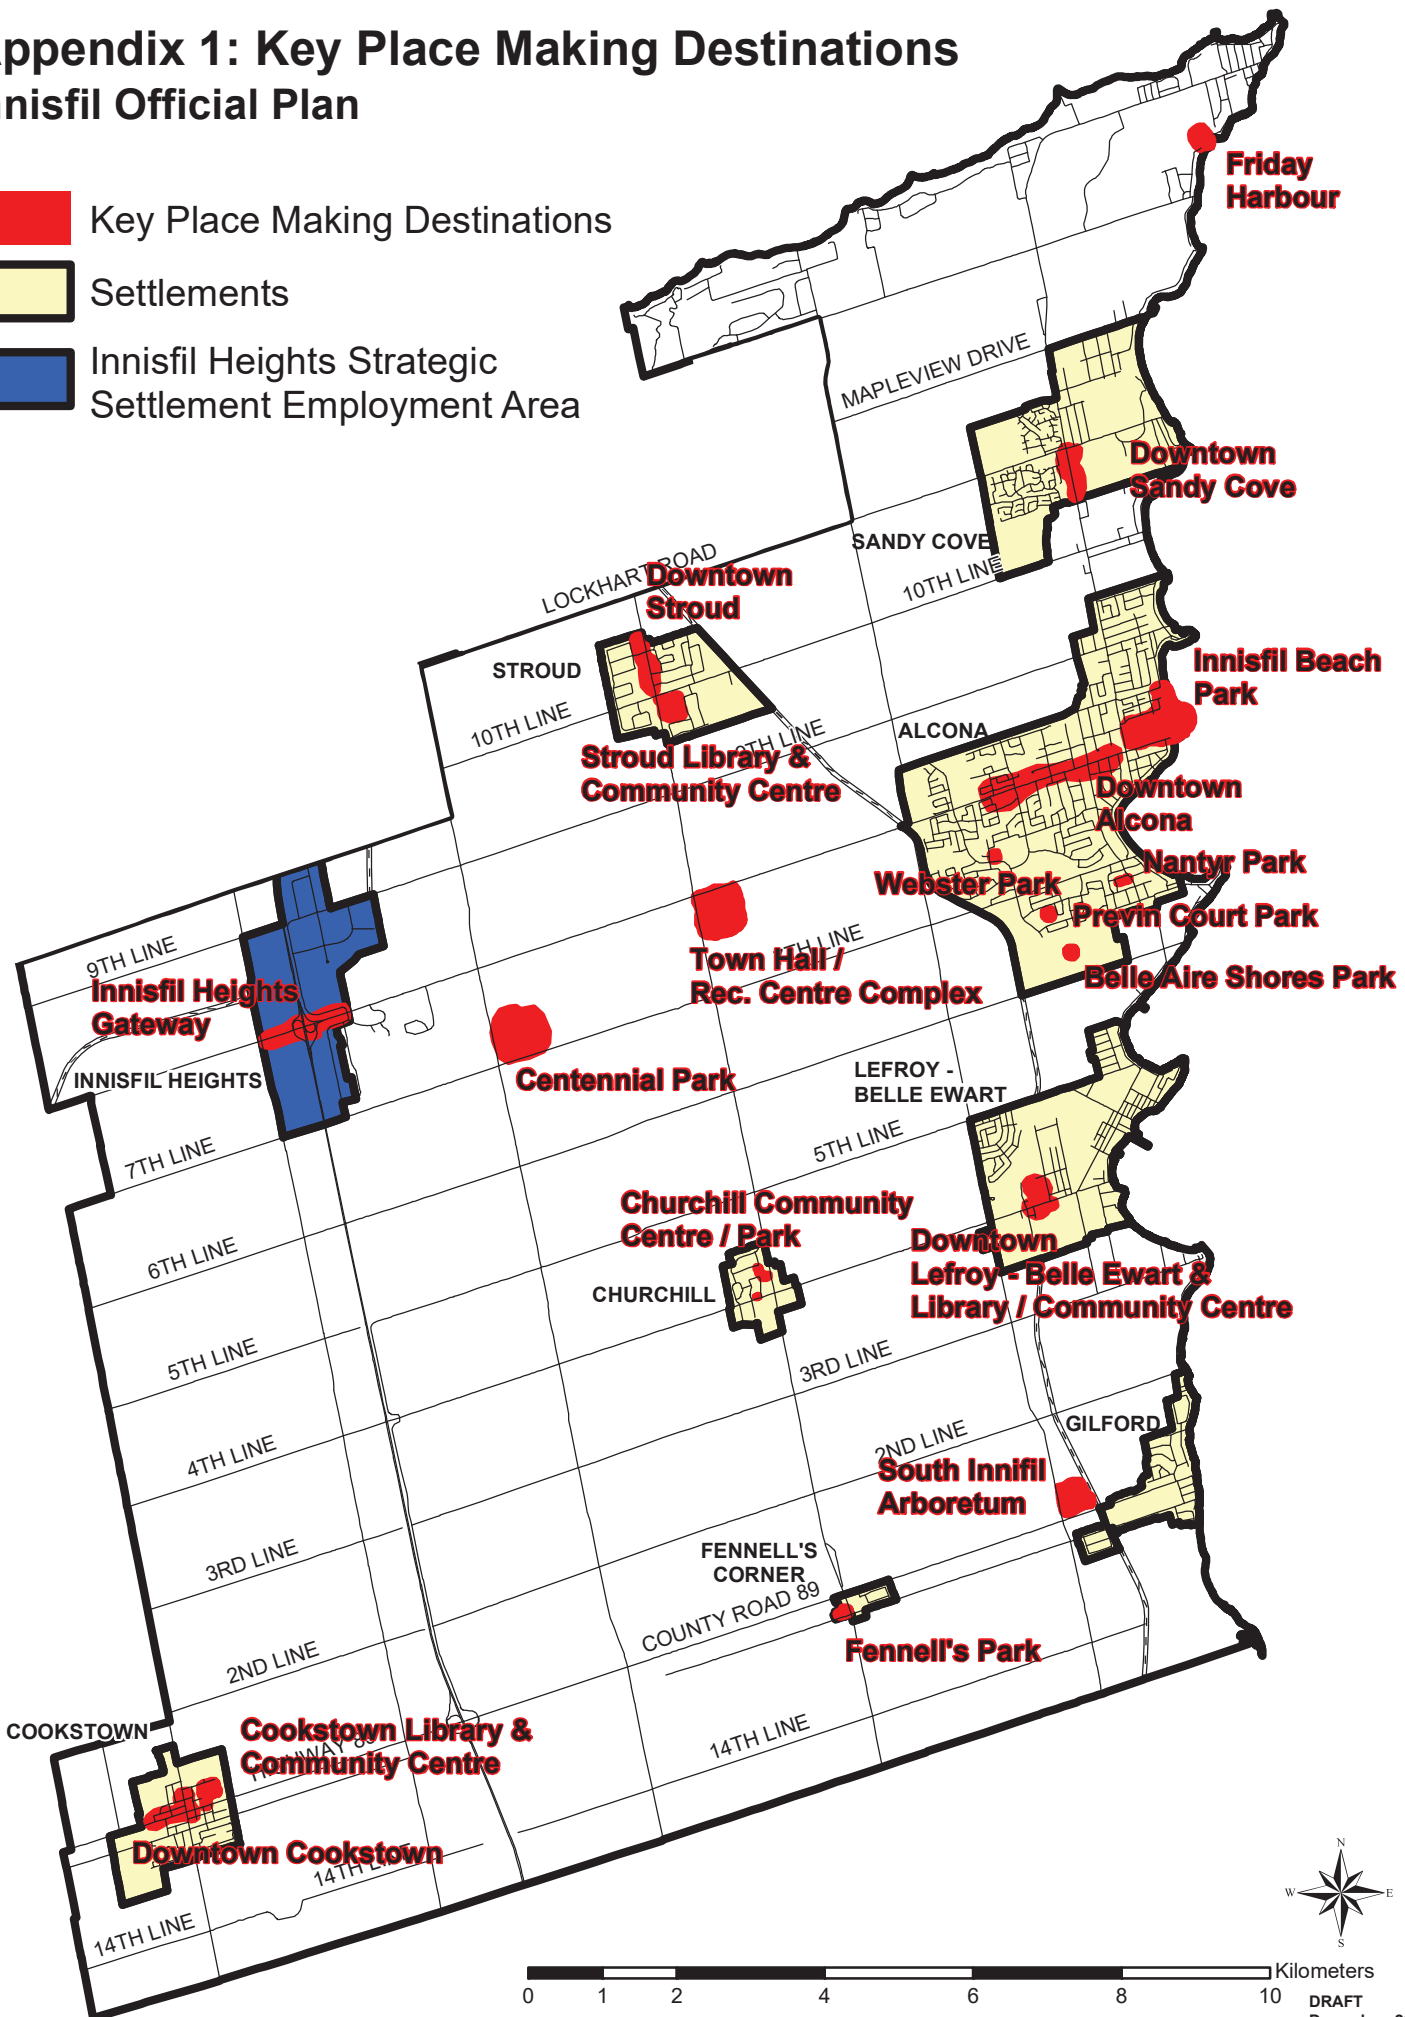 ppendix 1: Key Place Making Destinations
nnisfil Official Plan
Key Place Making Destinations
Settlements
Innisfil Heights Strategic
Settlement Employment Area
Friday
Harbour
MAPLEVIEW DRIVE
Downtown
Sandy Cove
SANDY COVE
10TH LINE
LOCKHART ROAD
Downtown
Stroud
STROUD
10TH LINE
Innisfil Beach
Park
ALCONA
9TH LINE
Stroud Library &
Community Centre
Downtown
Alcona
Nantyr Park
Webster Park
Previn Court Park
Belle Aire Shores Park
9TH LINE
Town Hall /
Rec. Centre Complex
Innisfil Heights
Gateway
INNISFIL HEIGHTS
Centennial Park
LEFROY -
BELLE EWART
5TH LINE
7TH LINE
Churchill Community
Centre / Park
CHURCHILL
Downtown
Lefroy - Belle Ewart &
Library / Community Centre
6TH LINE
5TH LINE
3RD LINE
GILFORD
2ND LINE
4TH LINE
South Innifil
Arboretum
3RD LINE
FENNELL'S
CORNER
COUNTY ROAD 89
Fennell's Park
2ND LINE
COOKSTOWN
Cookstown Library &
Community Centre
14TH LINE
Downtown Cookstown
14TH LINE
14TH LINE
N
W
E
S
Kilometers
0 1 2 4 6 8 10
DRAFT